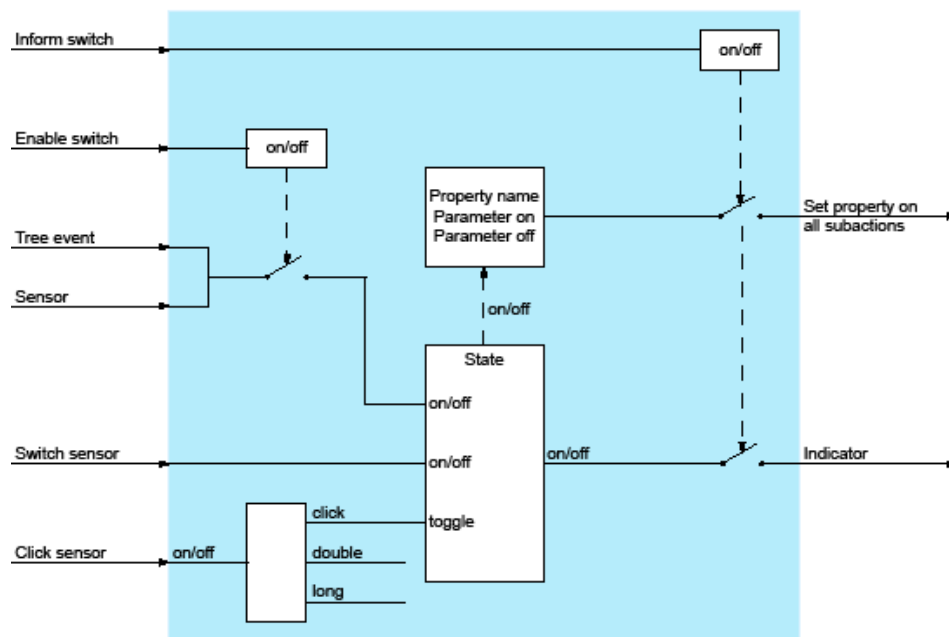 Inform switch
on/off
Enable switch
on/off
Property name
Parameter on
Parameter off
Set property on
all subactions
Tree event
Sensor
on/off
State
on/off
Switch sensor
on/off
on/off
Indicator
click
toggle
Click sensor
on/off
double
long